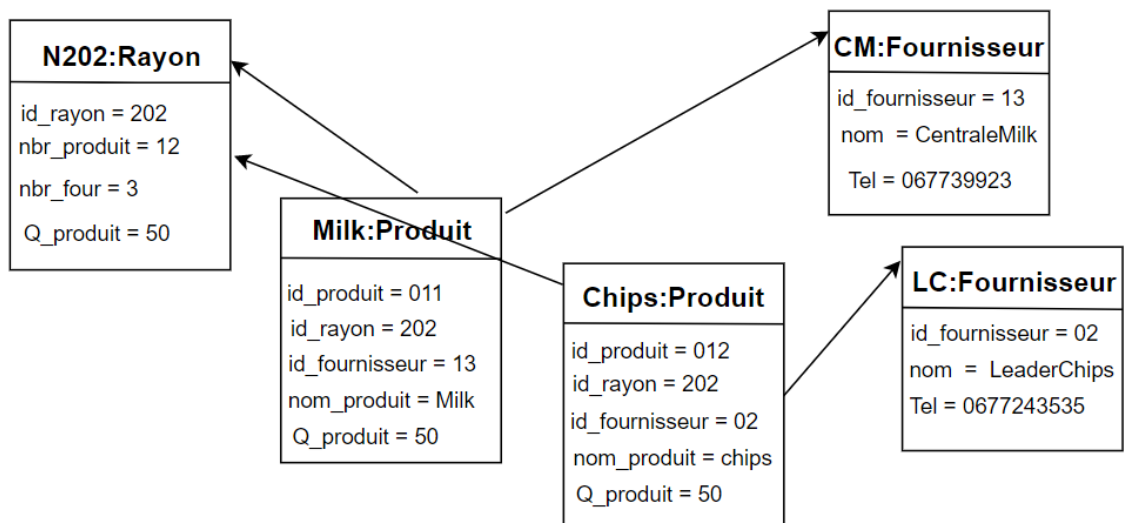 N202:Rayon
id_rayon = 202
nbr_produit = 12
nbr_four = 3
Q_produit = 50
Milk:Produit
id_produit = 011
id_rayon = 202
id_fournisseur = 13
nom_produit = Milk
Q_produit = 50
Chips:Produit
id_produit = 012
id_rayon = 202
id_fournisseur = 02
nom_produit = chips
Q_produit = 50
CM:Fournisseur
id_fournisseur = 13
nom = CentraleMilk
Tel = 067739923
LC:Fournisseur
id_fournisseur = 02
nom = LeaderChips
Tel = 0677243535